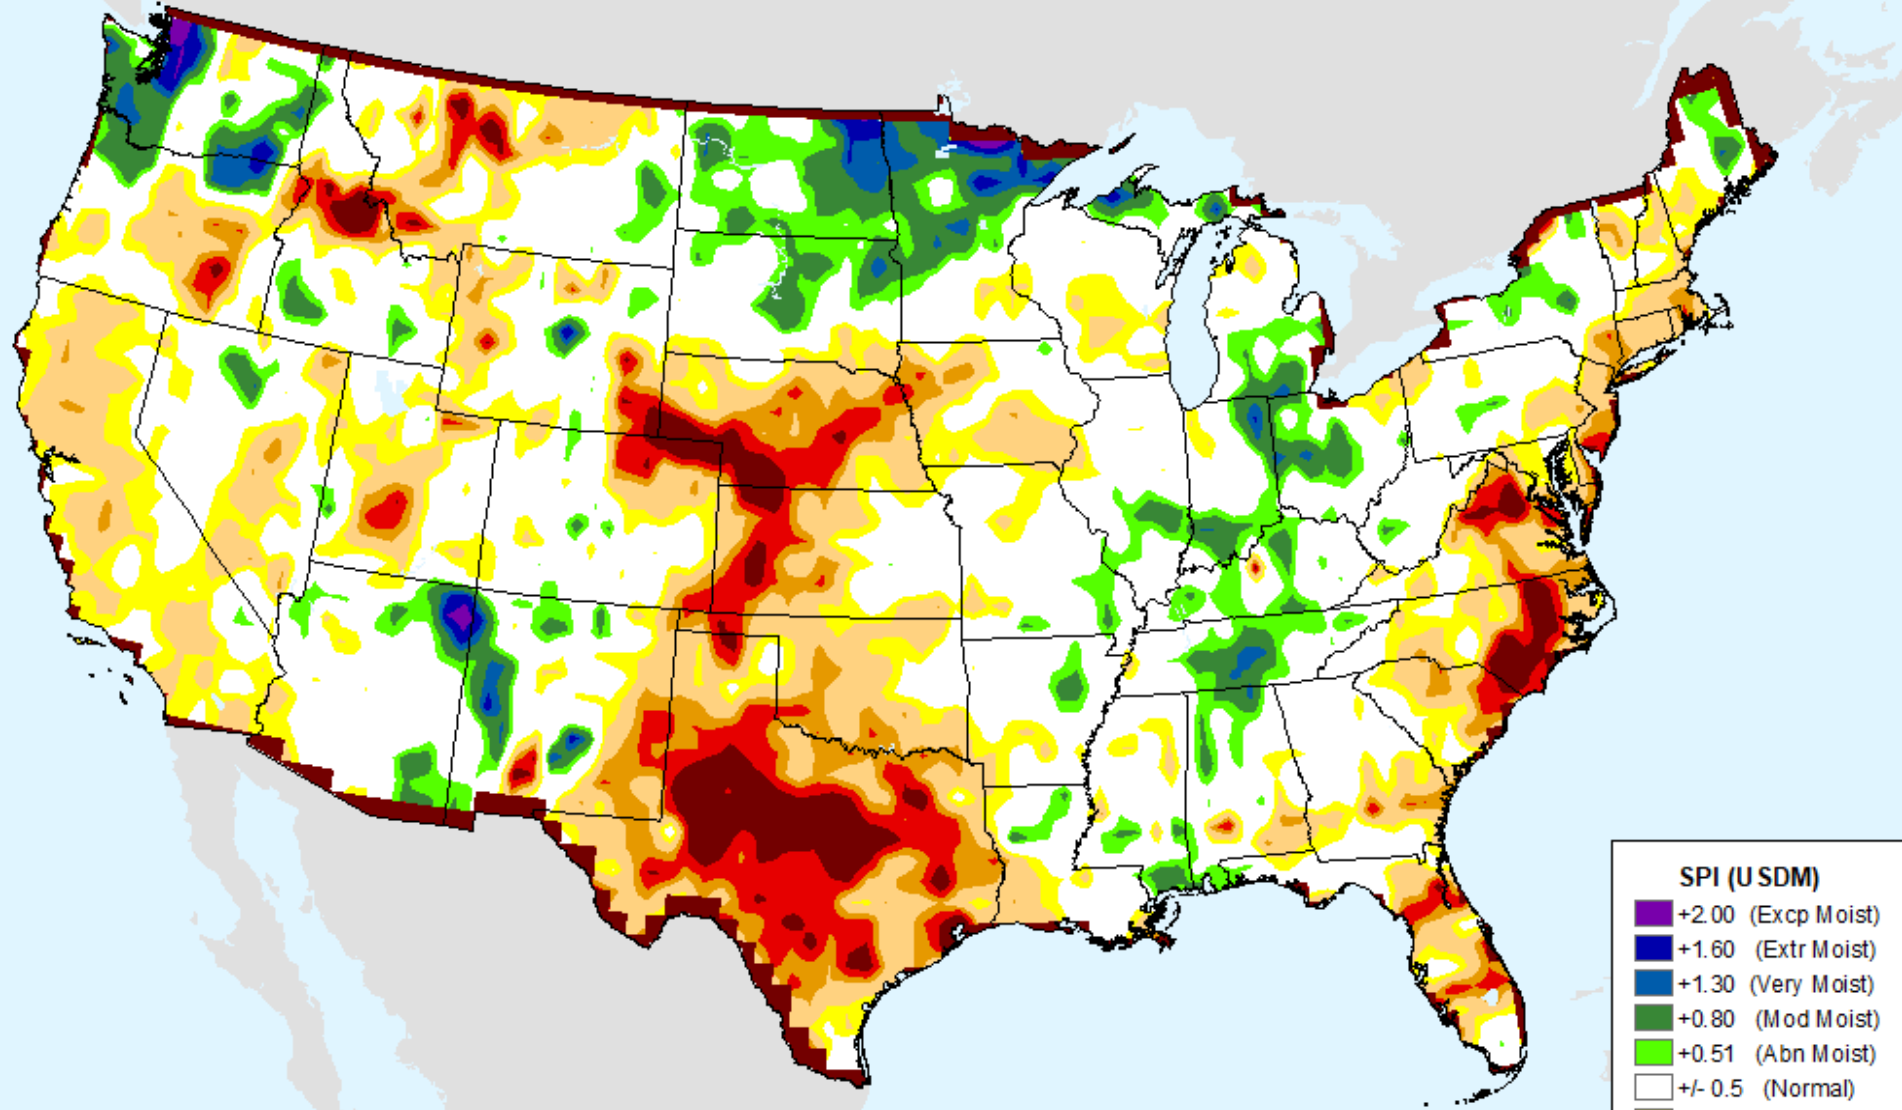 SPI (USDM)
+2.00 (Excp Moist)
+1.60 (Extr Moist)
+1.30 (Very Moist)
+0.80 (Mod Moist)
+0.51 (Abn Moist)
+/- 0.5 (Normal)